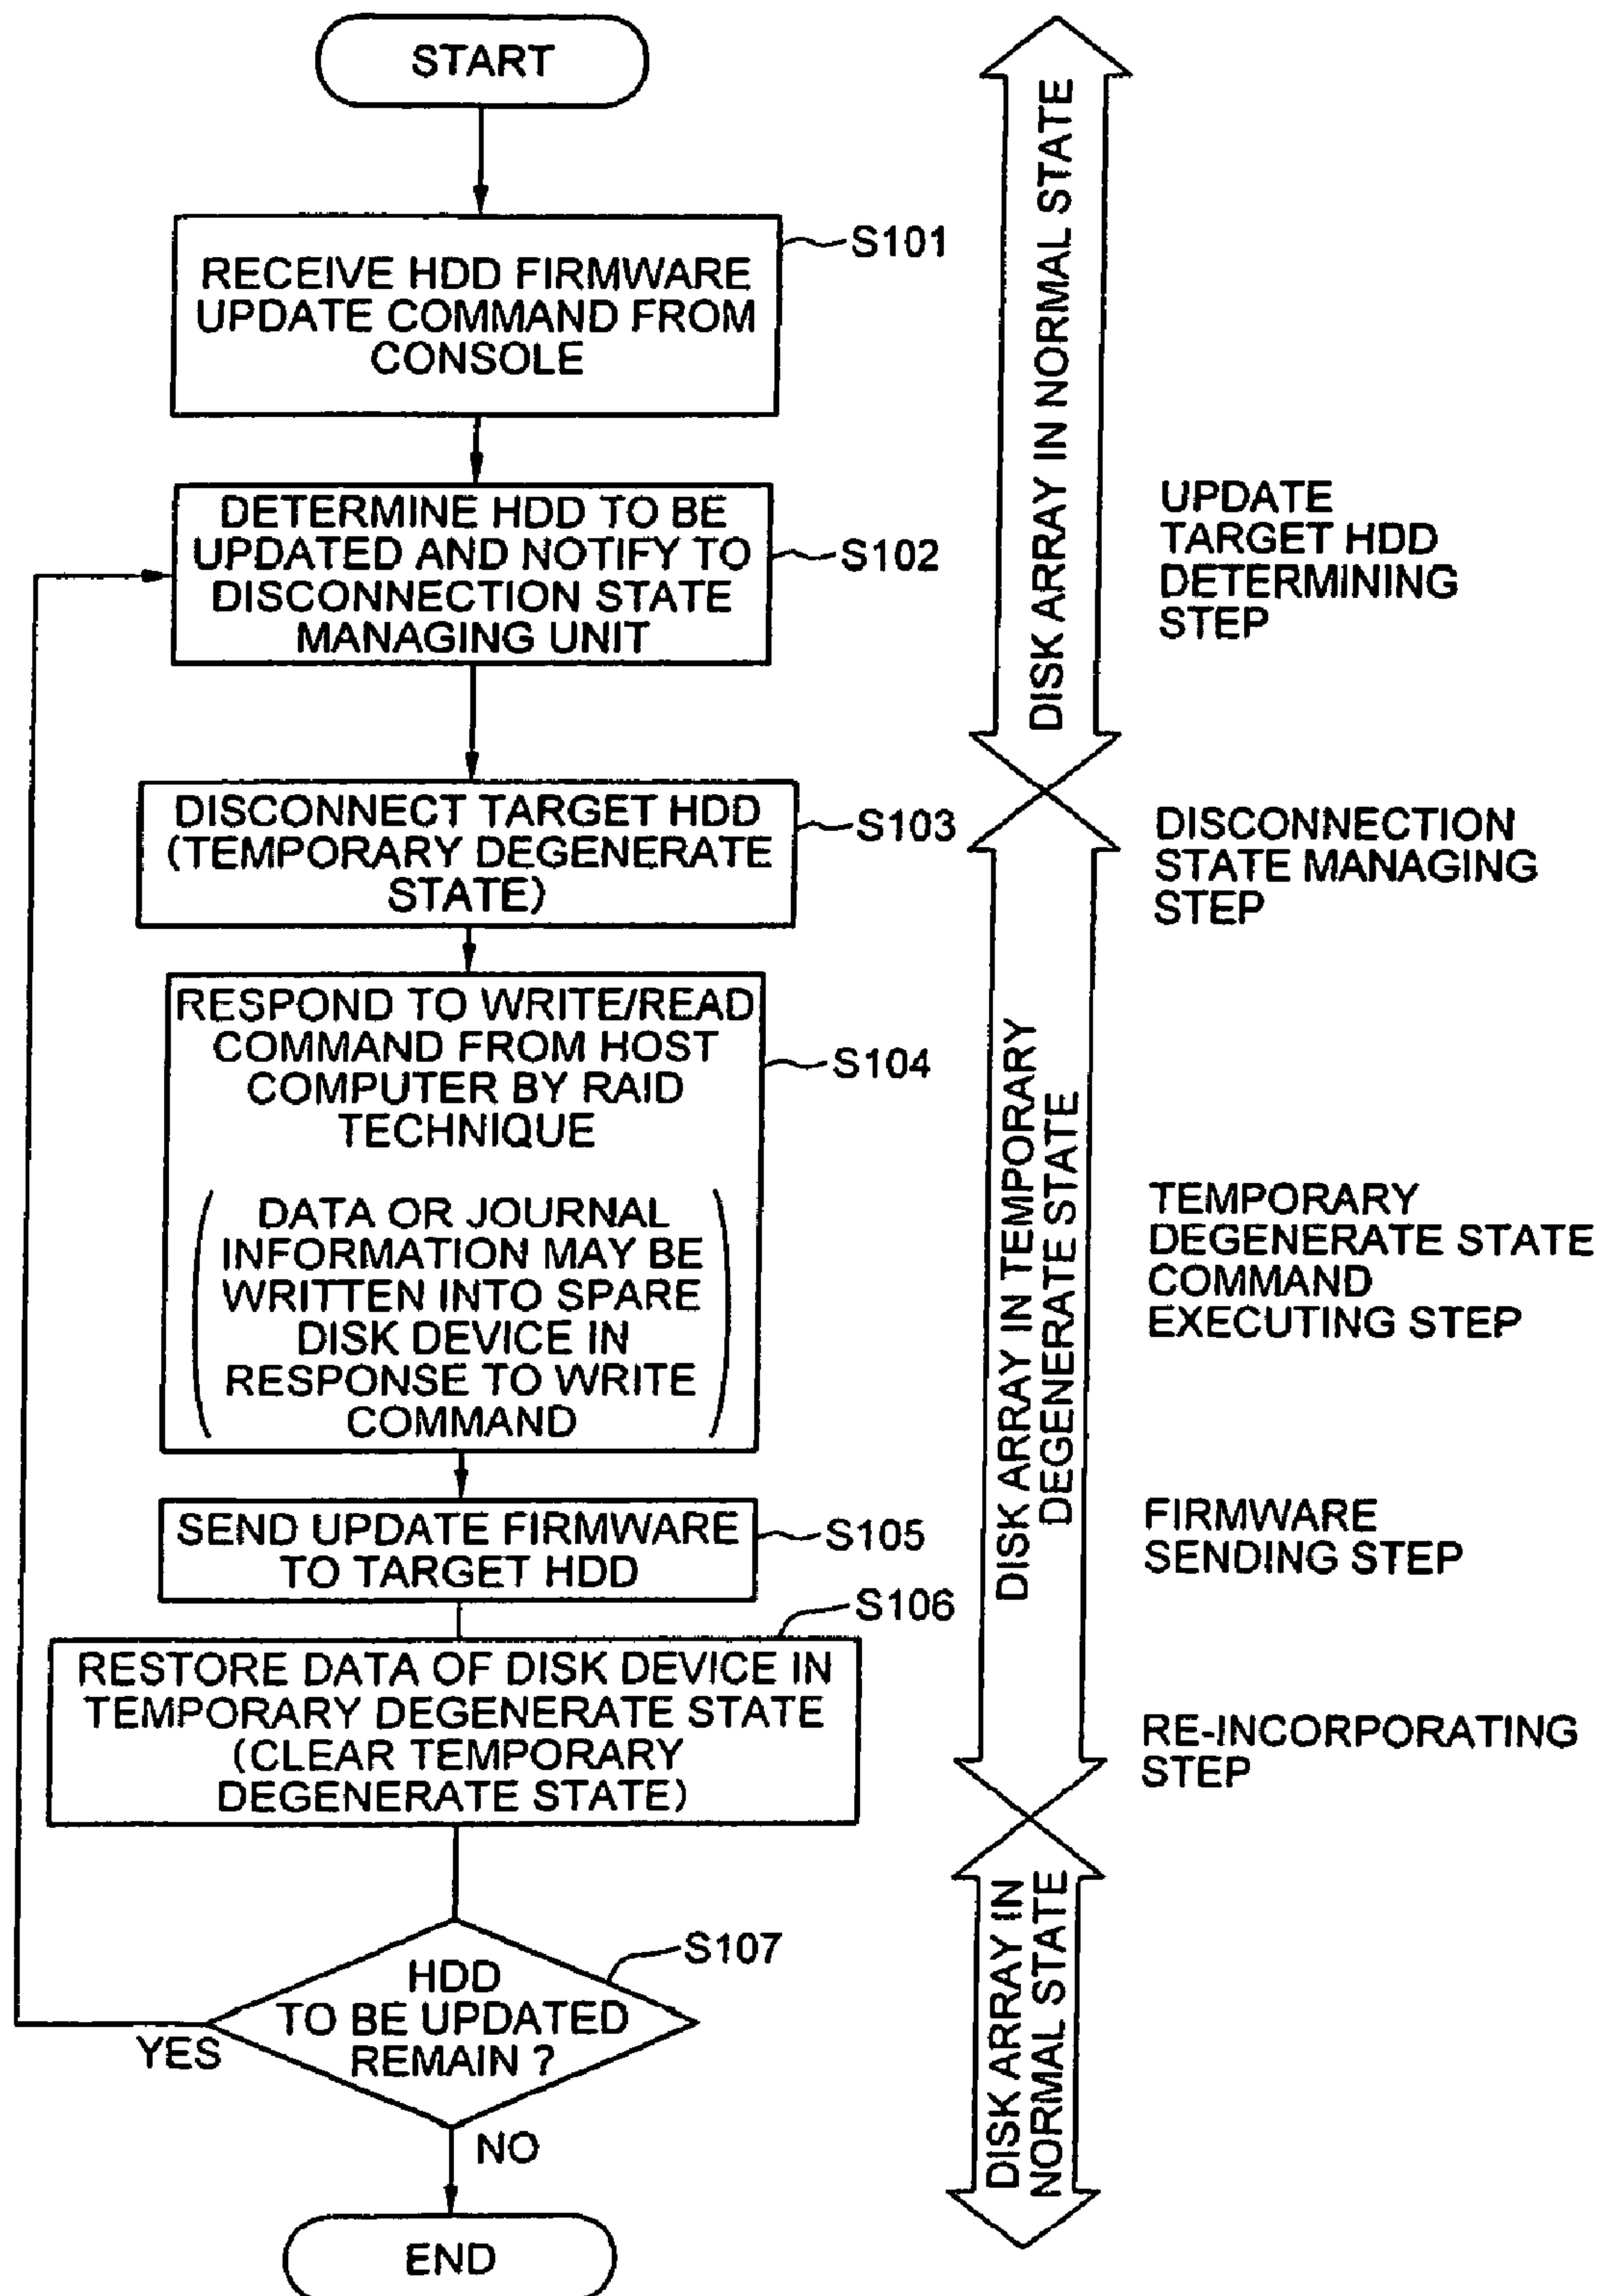 START
RECEIVE HDD FIRMWARE
UPDATE COMMAND FROM
CONSOLE
S101
DETERMINE HDD TO BE
UPDATED AND NOTIFY TO
DISCONNECTION STATE
MANAGING UNIT
S102
DISCONNECT TARGET HDD
(TEMPORARY DEGENERATE
STATE)
S103
RESPOND TO WRITE/READ
COMMAND FROM HOST
COMPUTER BY RAID
TECHNIQUE
(DATA OR JOURNAL
INFORMATION MAY BE
WRITTEN INTO SPARE
DISK DEVICE IN
RESPONSE TO WRITE
COMMAND)
S104
SEND UPDATE FIRMWARE
TO TARGET HDD
S105
S106
RESTORE DATA OF DISK DEVICE IN
TEMPORARY DEGENERATE STATE
(CLEAR TEMPORARY
DEGENERATE STATE)
S107
HDD
TO BE UPDATED
REMAIN ?
YES
NO
END
DISK ARRAY IN NORMAL STATE
DISK ARRAY IN TEMPORARY
DEGENERATE STATE
DISK ARRAY IN
NORMAL STATE
UPDATE
TARGET HDD
DETERMINING
STEP
DISCONNECTION
STATE MANAGING
STEP
TEMPORARY
DEGENERATE STATE
COMMAND
EXECUTING STEP
FIRMWARE
SENDING STEP
RE-INCORPORATING
STEP